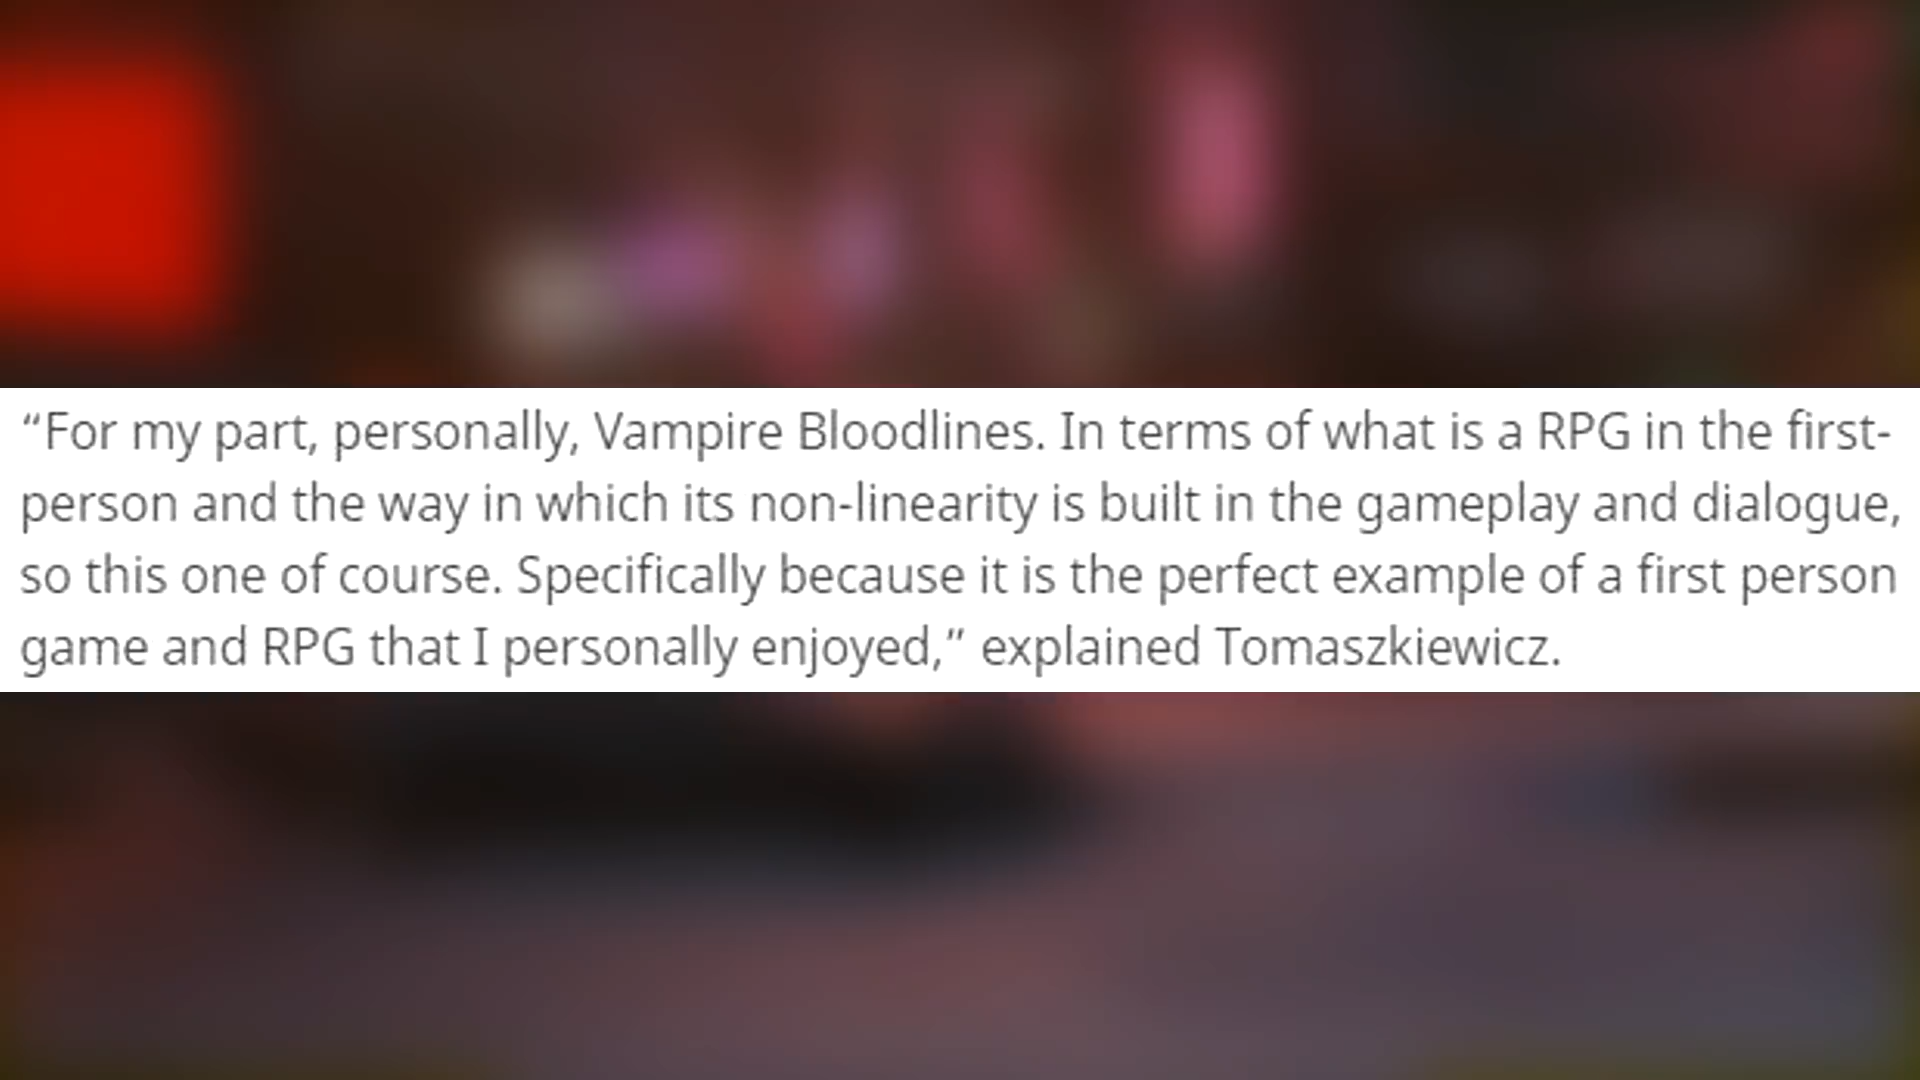 “For my part, personally, Vampire Bloodlines. In terms of what is a RPG in the first-
person and the way in which its non-linearity is built in the gameplay and dialogue,
so this one of course. Specifically because it is the perfect example of a first person
game and RPG that I personally enjoyed,” explained Tomaszkiewicz.